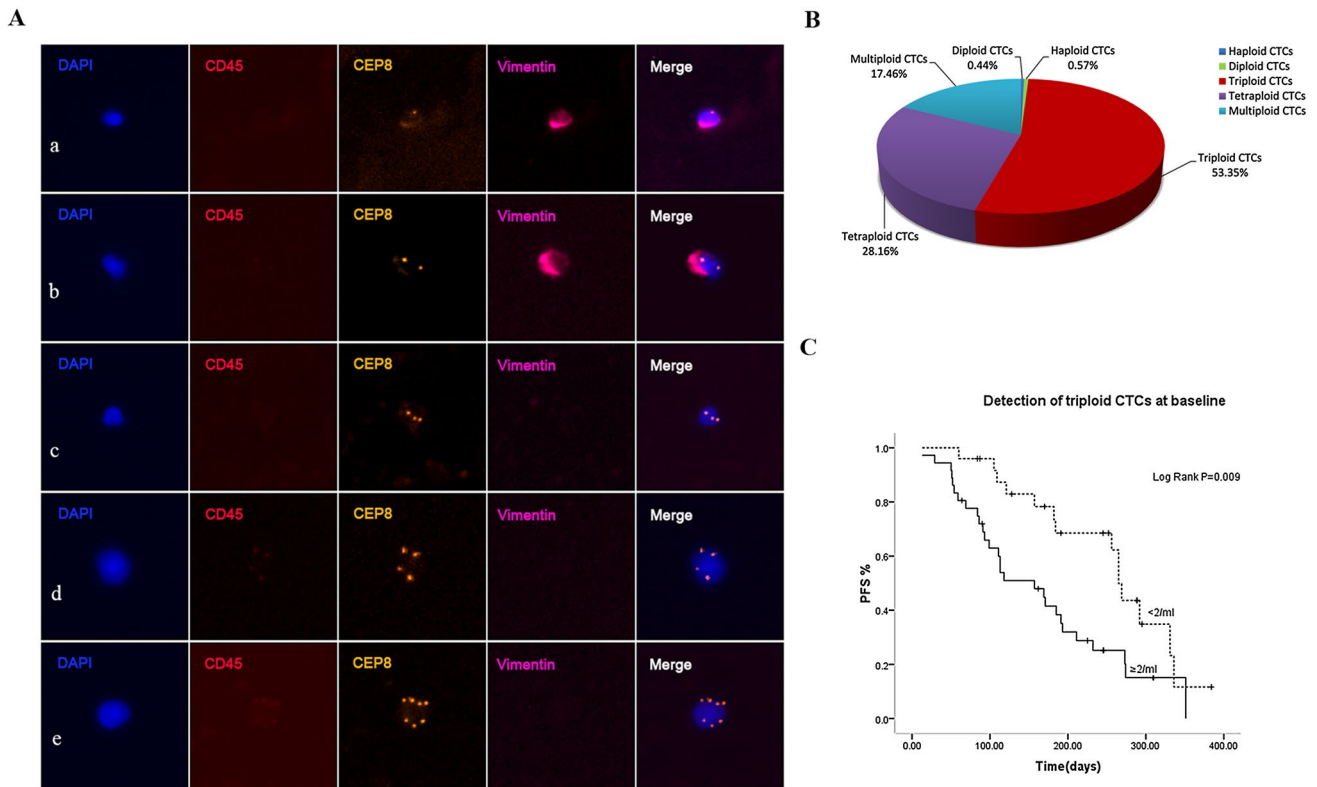 A
DAPI CD45 CEP8 Vimentin Merge
a
DAPI CD45 CEP8 Vimentin Merge
b
DAPI CD45 CEP8 Vimentin Merge
c
DAPI CD45 CEP8 Vimentin Merge
d
DAPI CD45 CEP8 Vimentin Merge
e
B
Diploid CTCs
0.44%
Haploid CTCs
0.57%
Multiploid CTCs
17.46%
Triploid CTCs
53.35%
Tetraploid CTCs
28.16%
Haploid CTCs
Diploid CTCs
Triploid CTCs
Tetraploid CTCs
Multiploid CTCs
C
Detection of triploid CTCs at baseline
Log Rank P=0.009
PFS %
1.0
0.8
0.6
0.4
0.2
0.0
<2/ml
≥2/ml
0.00 100.00 200.00 300.00 400.00
Time(days)